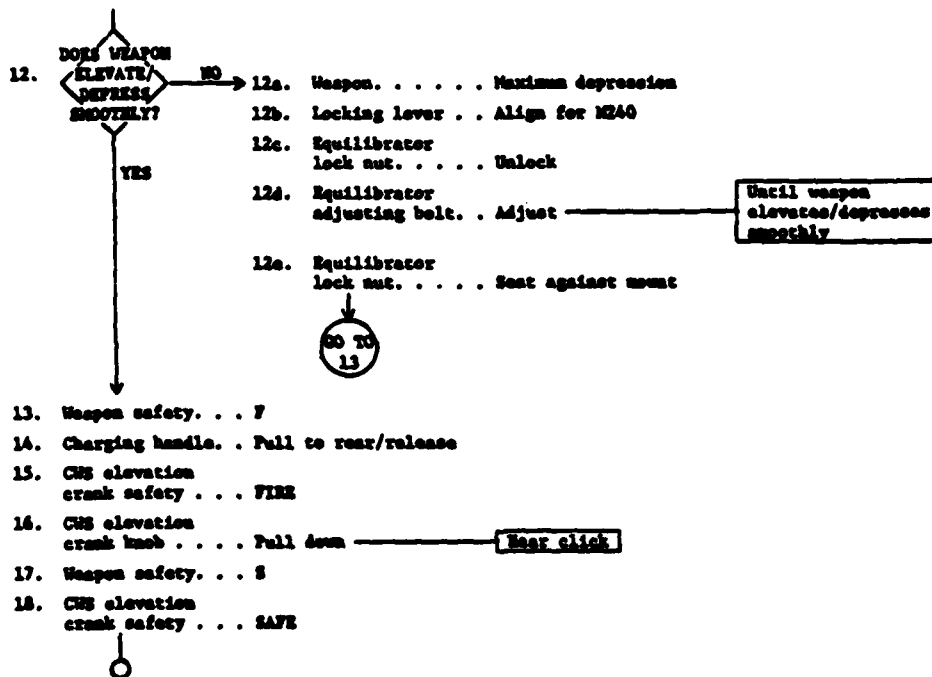 DOES WEAPON
12. ELEVATE/
DEPRESS
SMOOTHLY?
NO
YES
12a. Weapon. . . . . . Maximum depression
12b. Locking lever . . Align for M240
12c. Equilibrator
lock nut. . . . . Unlock
12d. Equilibrator
adjusting bolt. . Adjust
Until weapon
elevates/depresses
smoothly
12e. Equilibrator
lock nut. . . . . Seat against mount
GO TO
13
13. Weapon safety. . . F
14. Charging handle. . Pull to rear/release
15. CWS elevation
crank safety . . . FIRE
16. CWS elevation
crank knob . . . . Pull down
Hear click
17. Weapon safety. . . S
18. CWS elevation
crank safety . . . SAFE